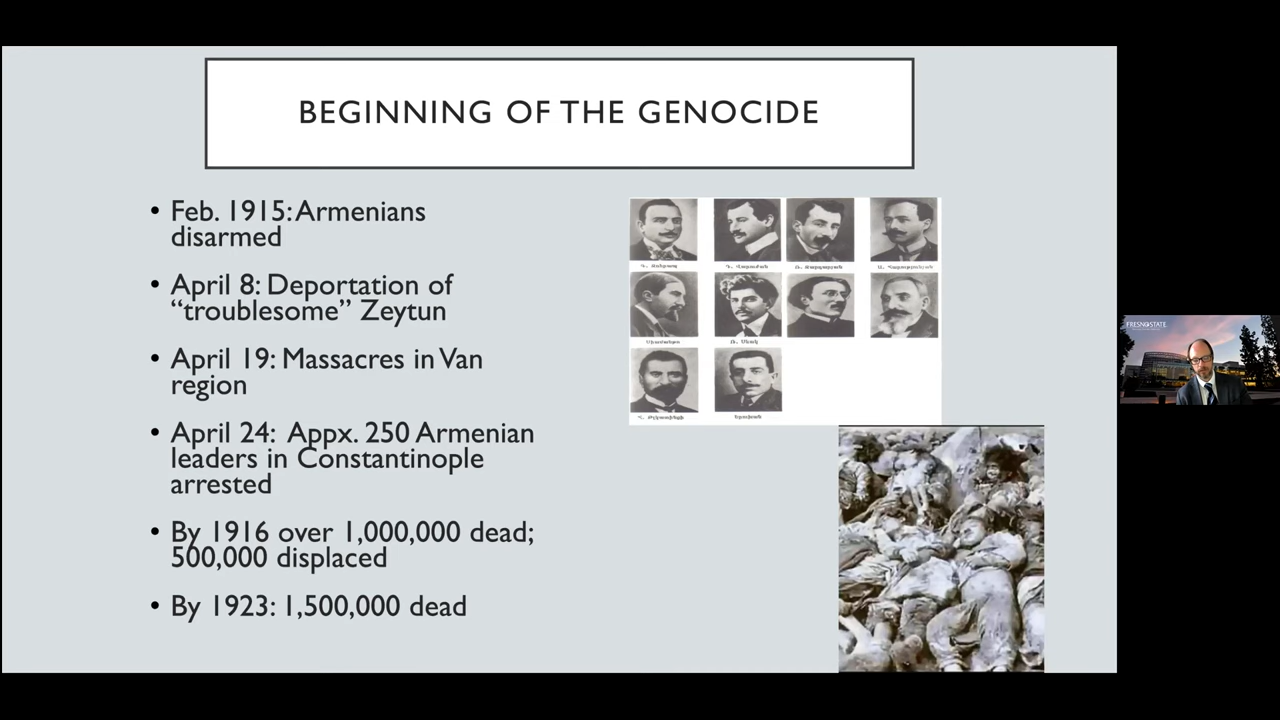 BEGINNING OF THE GENOCIDE
• Feb. 1915: Armenians
disarmed
• April 8: Deportation of
“troublesome” Zeytun
• April 19: Massacres in Van
region
• April 24: Appx. 250 Armenian
leaders in Constantinople
arrested
• By 1916 over 1,000,000 dead;
500,000 displaced
• By 1923: 1,500,000 dead
FRESNO STATE